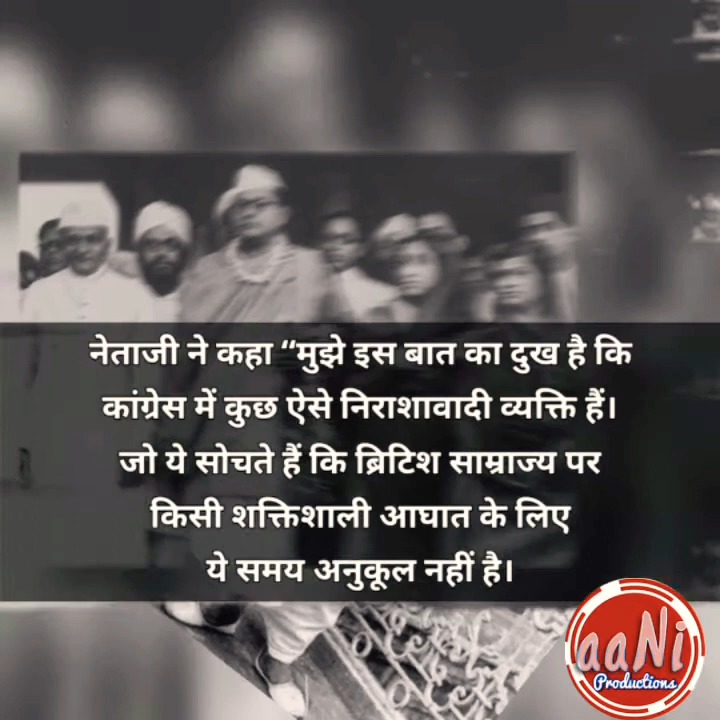 नेताजी ने कहा “मुझे इस बात का दुख है कि
कांग्रेस में कुछ ऐसे निराशावादी व्यक्ति हैं।
जो ये सोचते हैं कि ब्रिटिश साम्राज्य पर
किसी शक्तिशाली आघात के लिए
ये समय अनुकूल नहीं है।
aaNi
Productions